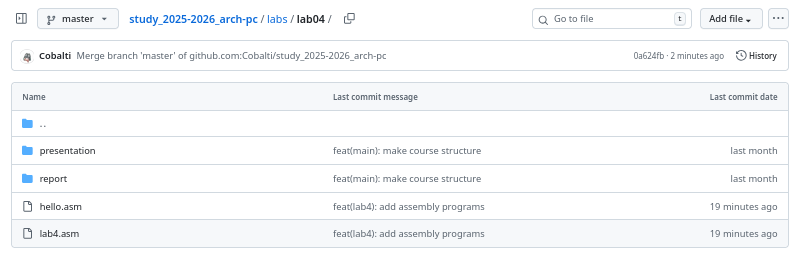 master study_2025-2026_arch-pc / labs / lab04 / Go to file t Add file
Cobalti Merge branch 'master' of github.com:Cobalti/study_2025-2026_arch-pc 0a624fb · 2 minutes ago History
Name Last commit message Last commit date
..
presentation feat(main): make course structure last month
report feat(main): make course structure last month
hello.asm feat(lab4): add assembly programs 19 minutes ago
lab4.asm feat(lab4): add assembly programs 19 minutes ago